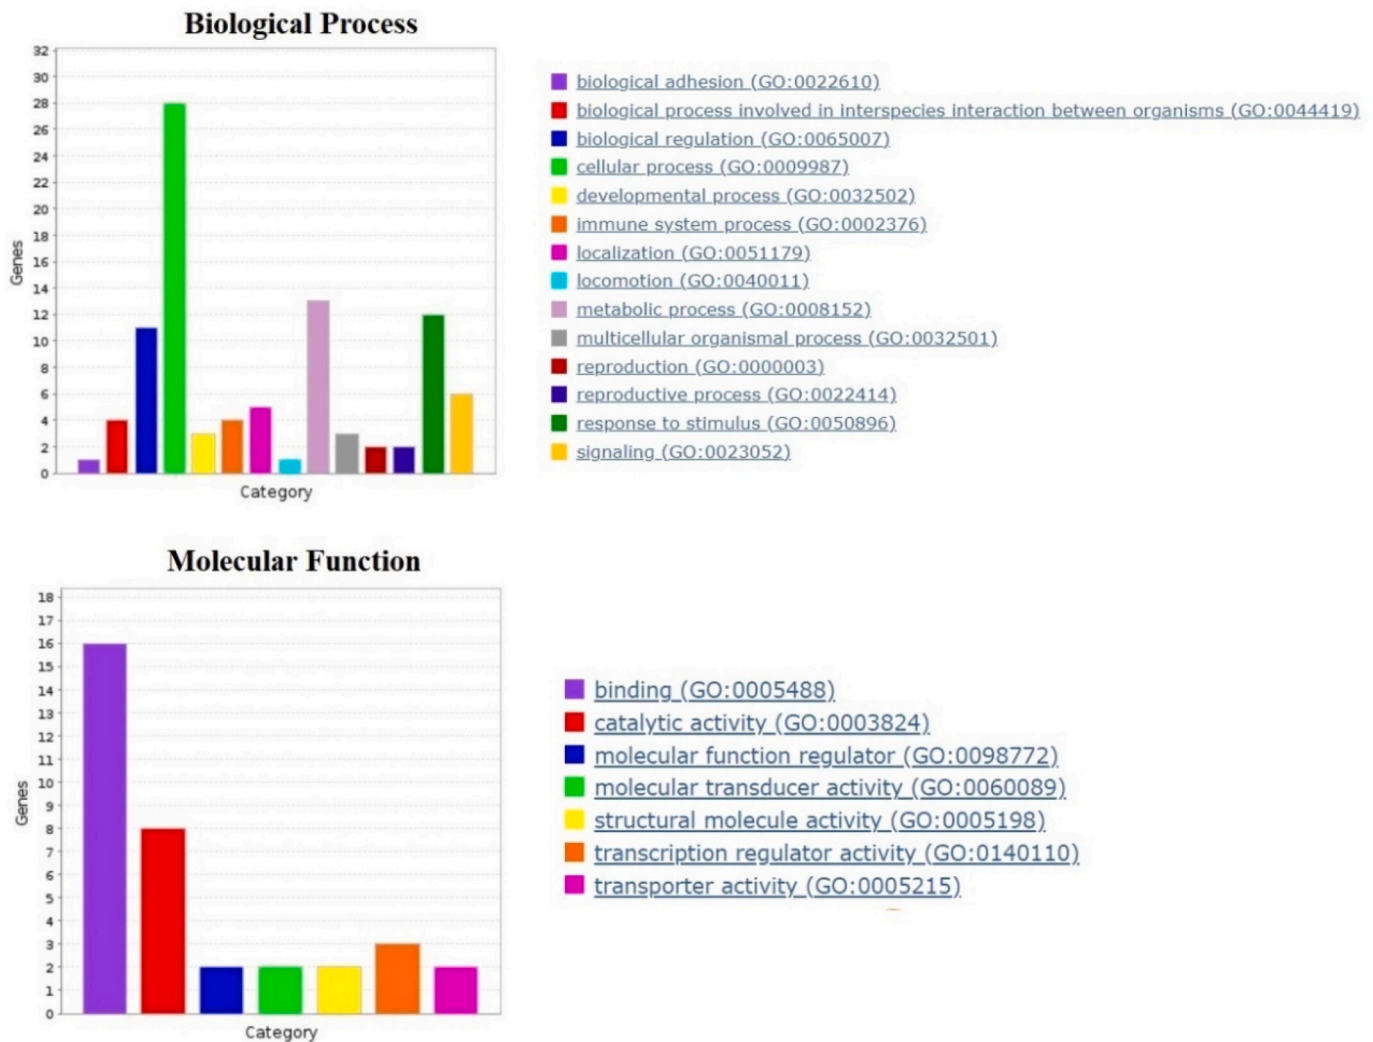 Biological Process
32
30
28
26
24
22
20
18
16
14
12
10
8
6
4
2
0
Genes
Category
biological adhesion (GO:0022610)
biological process involved in interspecies interaction between organisms (GO:0044419)
biological regulation (GO:0065007)
cellular process (GO:0009987)
developmental process (GO:0032502)
immune system process (GO:0002376)
localization (GO:0051179)
locomotion (GO:0040011)
metabolic process (GO:0008152)
multicellular organismal process (GO:0032501)
reproduction (GO:0000003)
reproductive process (GO:0022414)
response to stimulus (GO:0050896)
signaling (GO:0023052)
Molecular Function
18
17
16
15
14
13
12
11
10
9
8
7
6
5
4
3
2
1
0
Genes
Category
binding (GO:0005488)
catalytic activity (GO:0003824)
molecular function regulator (GO:0098772)
molecular transducer activity (GO:0060089)
structural molecule activity (GO:0005198)
transcription regulator activity (GO:0140110)
transporter activity (GO:0005215)